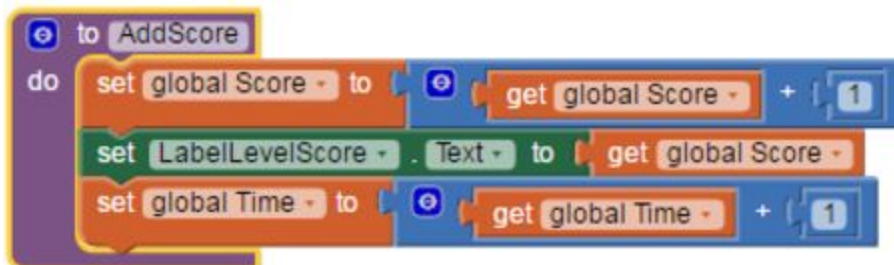 to AddScore
do set global Score to get global Score + 1
set LabelLevelScore . Text to get global Score
set global Time to get global Time + 1